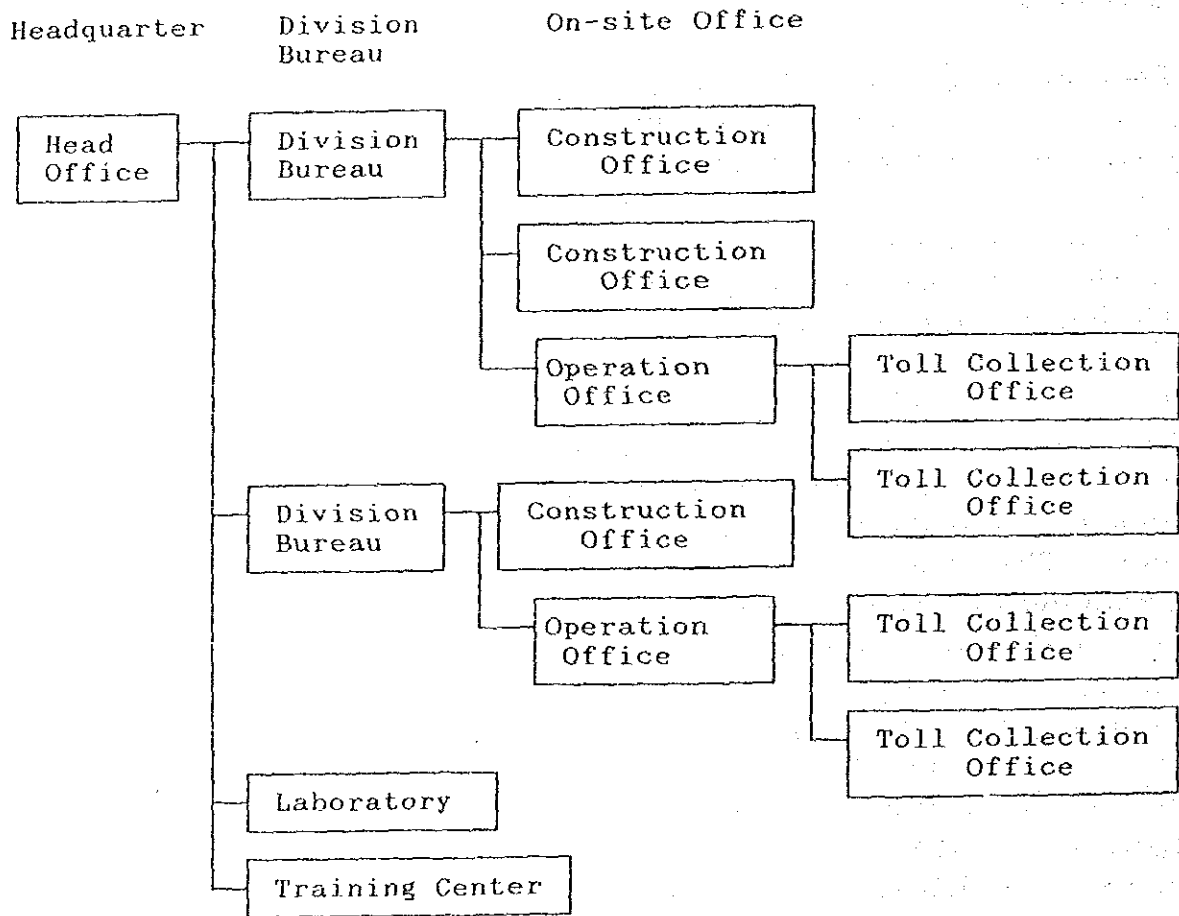 Headquarter
Division
Bureau
On-site Office
Head
Office
Division
Bureau
Construction
Office
Construction
Office
Operation
Office
Toll Collection
Office
Toll Collection
Office
Division
Bureau
Construction
Office
Operation
Office
Toll Collection
Office
Toll Collection
Office
Laboratory
Training Center